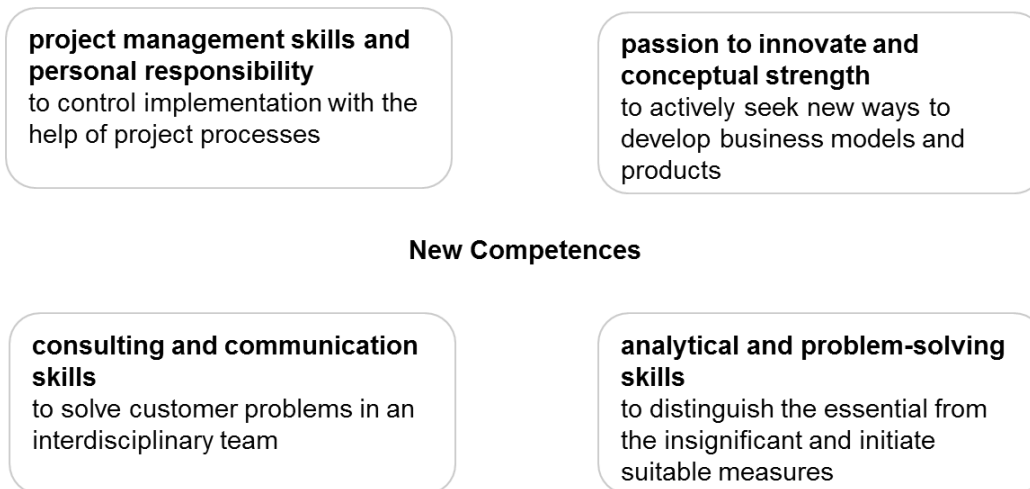 project management skills and
personal responsibility
to control implementation with the
help of project processes
passion to innovate and
conceptual strength
to actively seek new ways to
develop business models and
products
New Competences
consulting and communication
skills
to solve customer problems in an
interdisciplinary team
analytical and problem-solving
skills
to distinguish the essential from
the insignificant and initiate
suitable measures